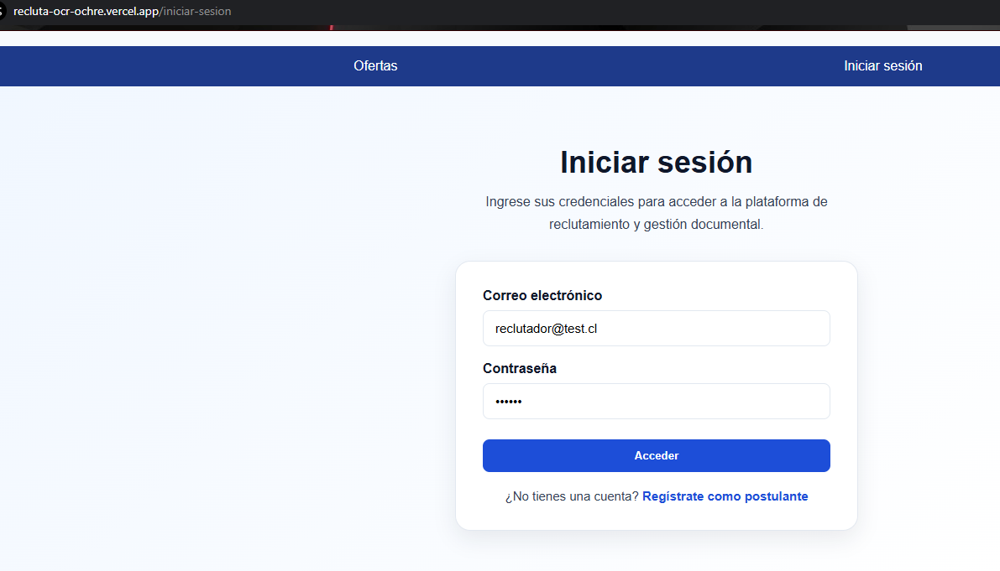 recluta-ocr-ochre.vercel.app/iniciar-sesion
Ofertas
Iniciar sesión
Iniciar sesión
Ingrese sus credenciales para acceder a la plataforma de
reclutamiento y gestión documental.
Correo electrónico
reclutador@test.cl
Contraseña
••••••
Acceder
¿No tienes una cuenta? Regístrate como postulante